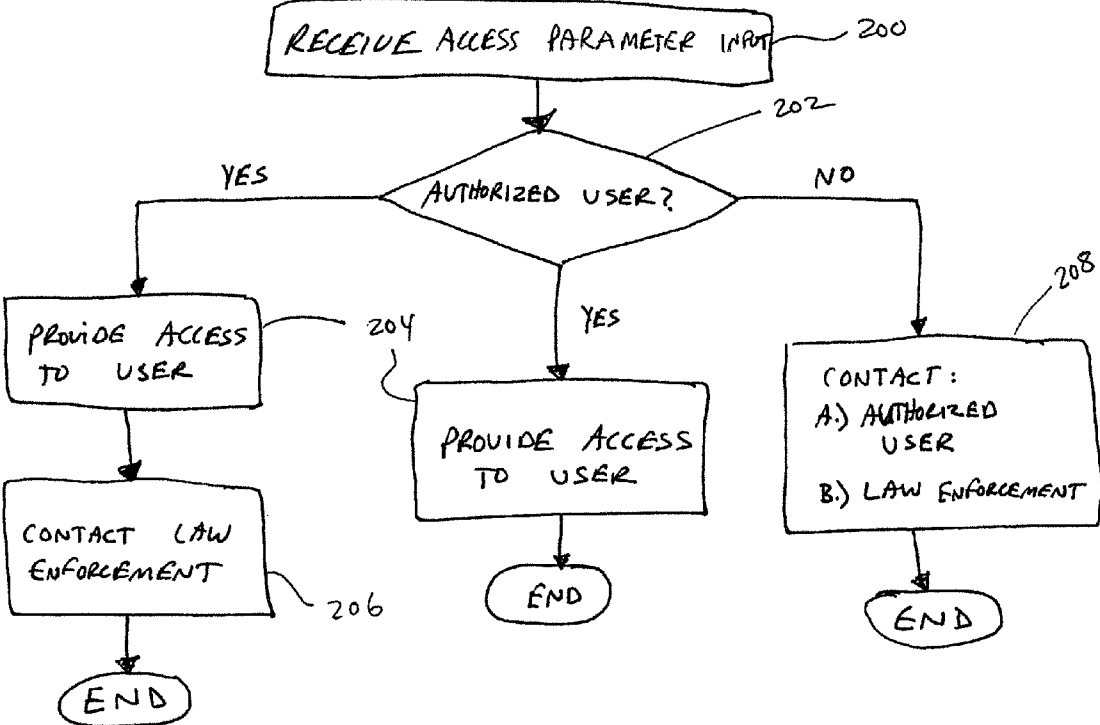 RECEIVE ACCESS PARAMETER INPUT
200
202
YES
AUTHORIZED USER?
NO
208
PROVIDE ACCESS
TO USER
204
YES
CONTACT:
A.) AUTHORIZED
USER
B.) LAW ENFORCEMENT
PROVIDE ACCESS
TO USER
CONTACT LAW
ENFORCEMENT
206
END
END
END